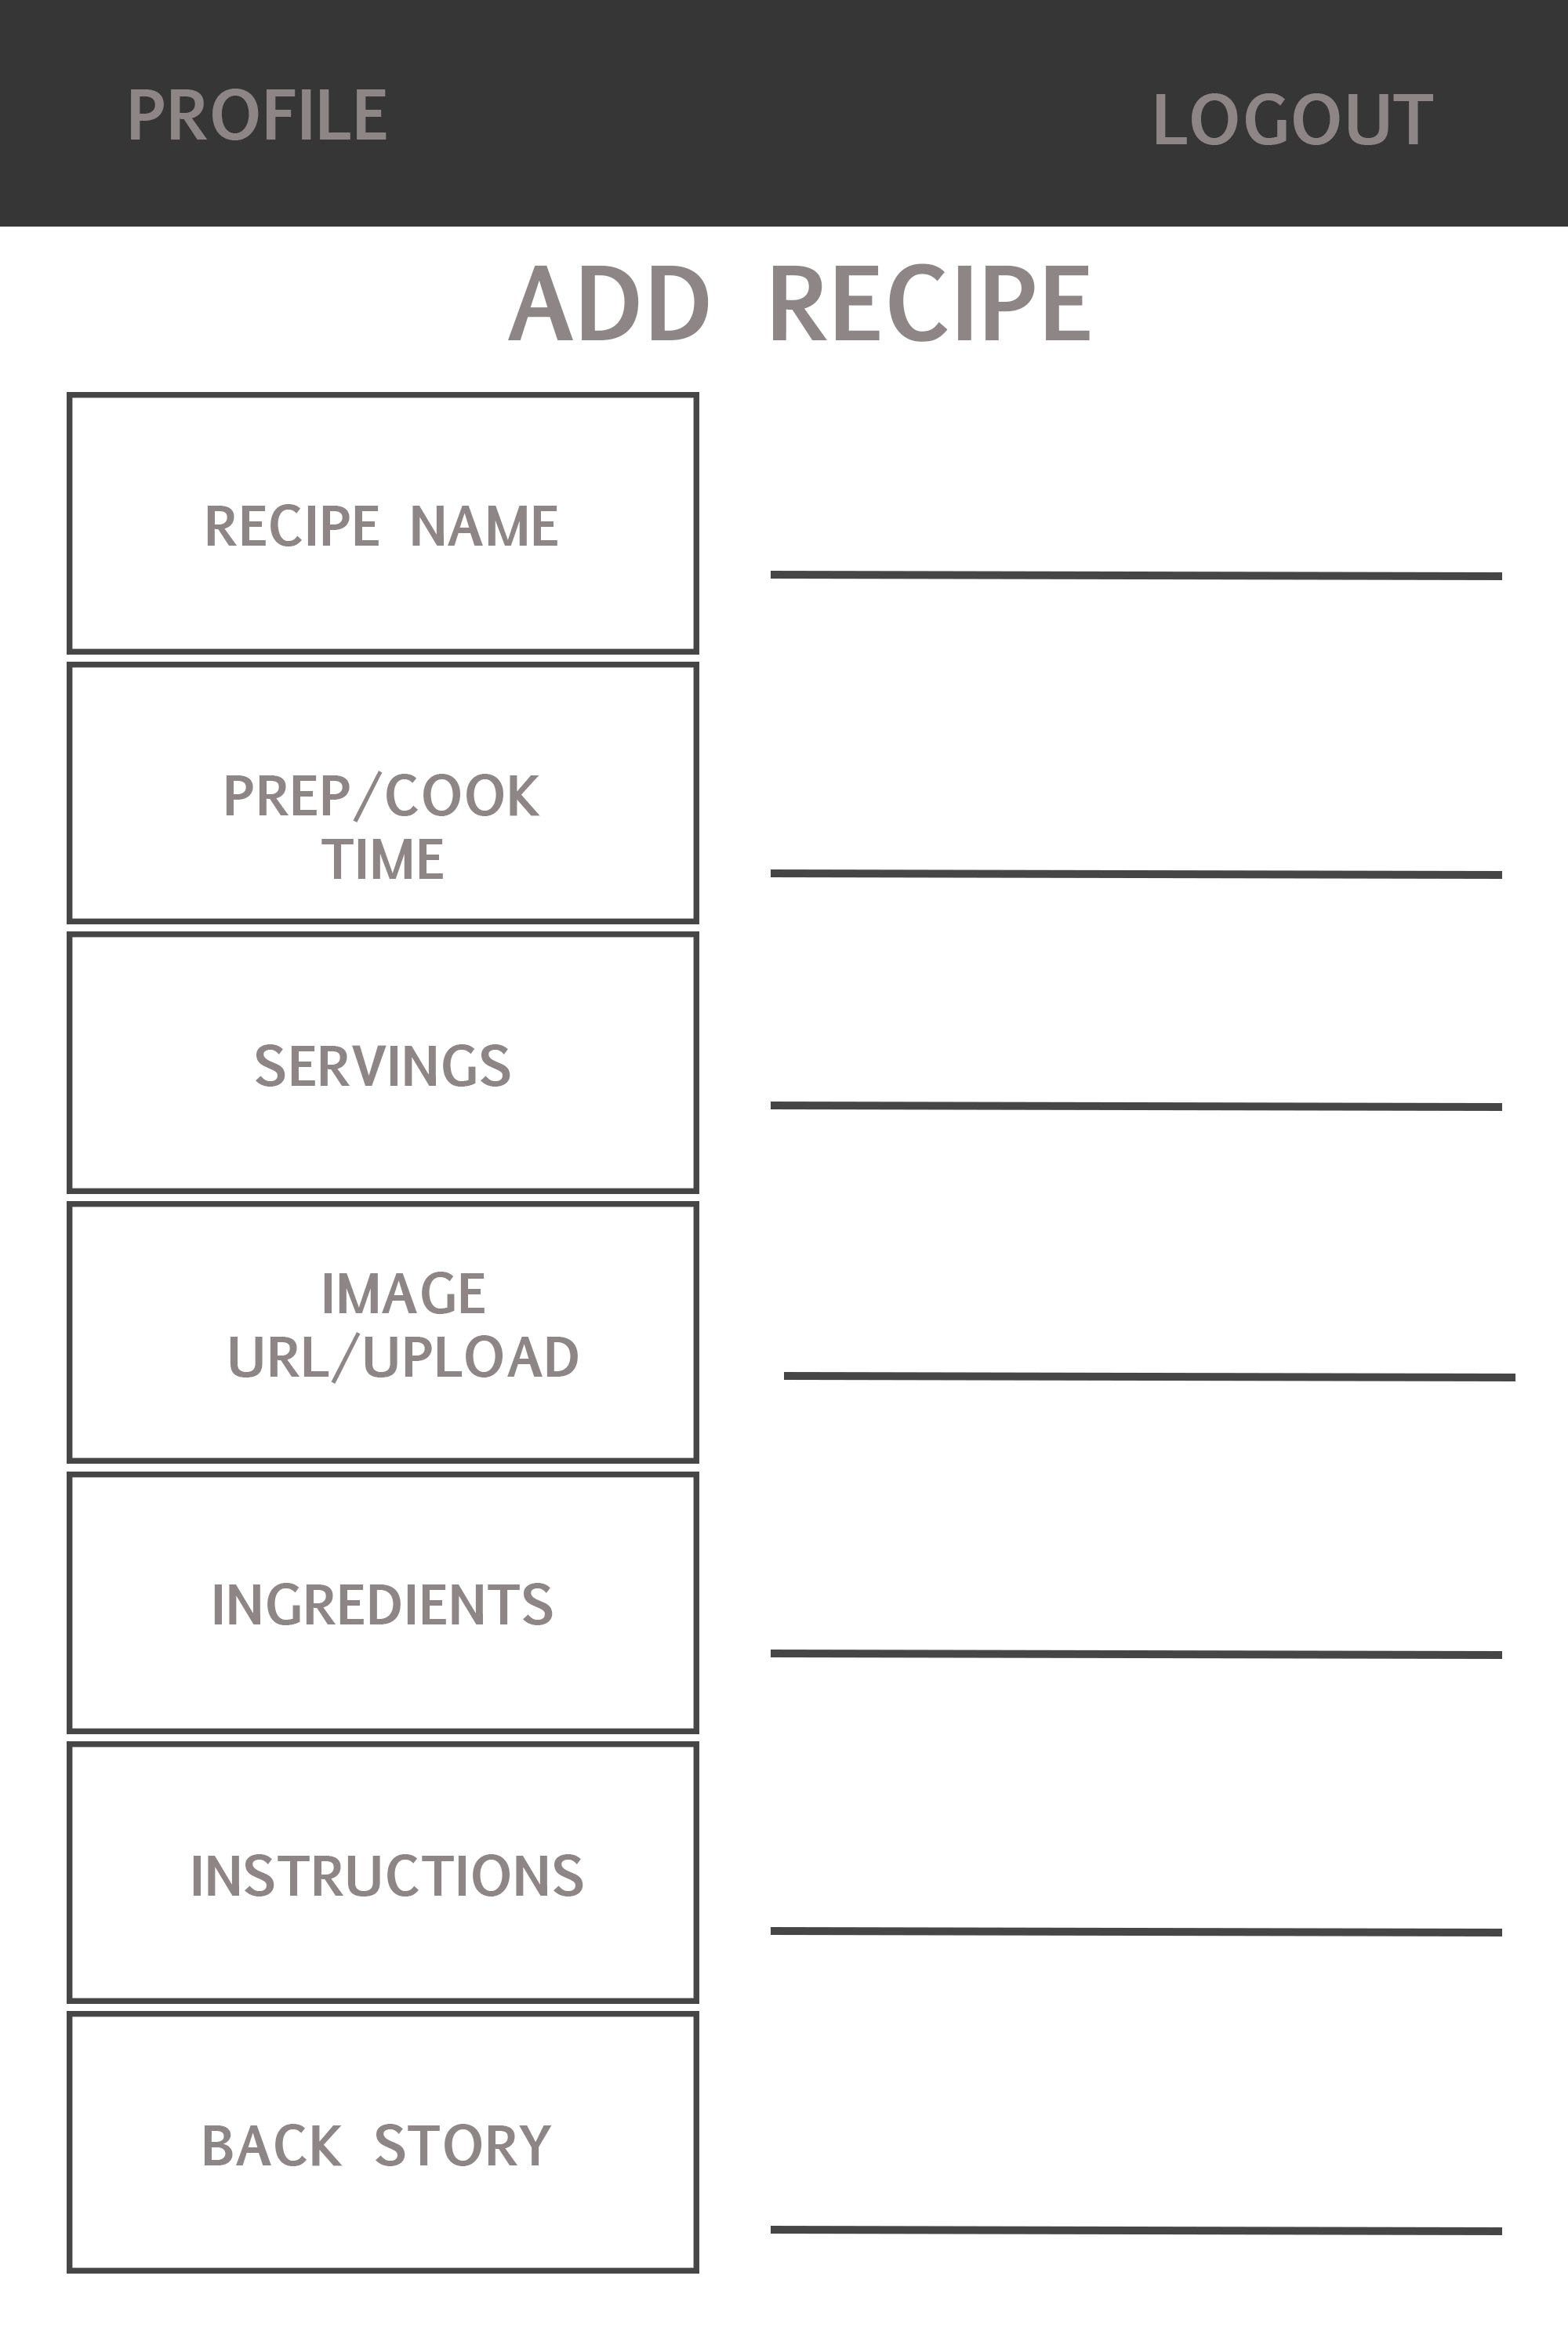 PROFILE
LOGOUT
ADD RECIPE
RECIPE NAME
PREP/COOK
TIME
SERVINGS
IMAGE
URL/UPLOAD
INGREDIENTS
INSTRUCTIONS
BACK STORY